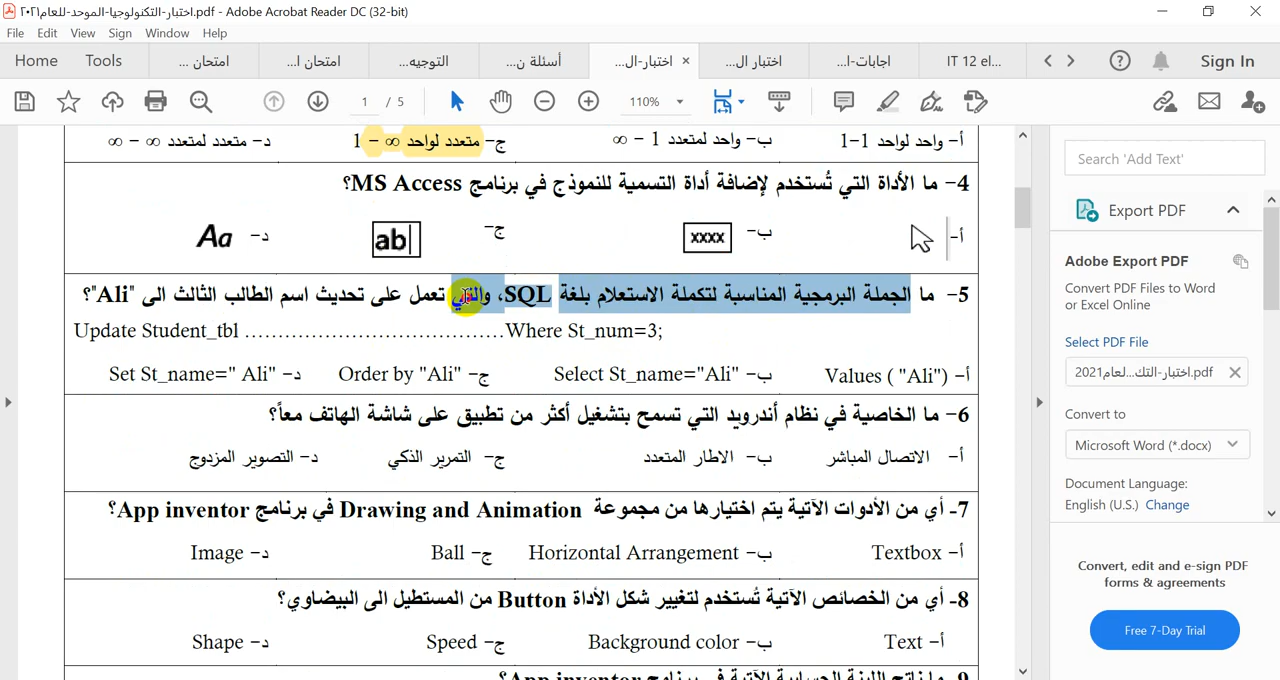 اختبار-التكنولوجيا-الموحد-للعام٢٠٢١.pdf - Adobe Acrobat Reader DC (32-bit)
File Edit View Sign Window Help
Home Tools امتحان ... امتحان ا... التوجيه... أسئلة ن... اختبار-ال... × اختبار ال... اجابات-ا... IT 12 el... Sign In
1 / 5 110%
أ- واحد لواحد 1-1 ب- واحد لمتعدد 1 - ∞ ج- متعدد لواحد ∞ - 1 د- متعدد لمتعدد ∞ - ∞
4- ما الأداة التي تُستخدم لإضافة أداة التسمية للنموذج في برنامج MS Access؟
أ- ب- xxxx ج- ab| د- Aa
5- ما الجملة البرمجية المناسبة لتكملة الاستعلام بلغة SQL، والتي تعمل على تحديث اسم الطالب الثالث الى "Ali"؟
Update Student_tbl ......................................Where St_num=3;
أ- Values ( "Ali") ب- Select St_name="Ali" ج- Order by "Ali" د- Set St_name=" Ali"
6- ما الخاصية في نظام أندرويد التي تسمح بتشغيل أكثر من تطبيق على شاشة الهاتف معاً؟
أ- الاتصال المباشر ب- الاطار المتعدد ج- التمرير الذكي د- التصوير المزدوج
7- أي من الأدوات الآتية يتم اختيارها من مجموعة Drawing and Animation في برنامج App inventor؟
أ- Textbox ب- Horizontal Arrangement ج- Ball د- Image
8- أي من الخصائص الآتية تُستخدم لتغيير شكل الأداة Button من المستطيل الى البيضاوي؟
أ- Text ب- Background color ج- Speed د- Shape
9- ما ناتج اللبنة الحسابية الآتية في برنامج App inventor؟
Search 'Add Text'
Export PDF
Adobe Export PDF
Convert PDF Files to Word
or Excel Online
Select PDF File
اختبار-التك...لعام2021.pdf
Convert to
Microsoft Word (*.docx)
Document Language:
English (U.S.) Change
Convert, edit and e-sign PDF
forms & agreements
Free 7-Day Trial